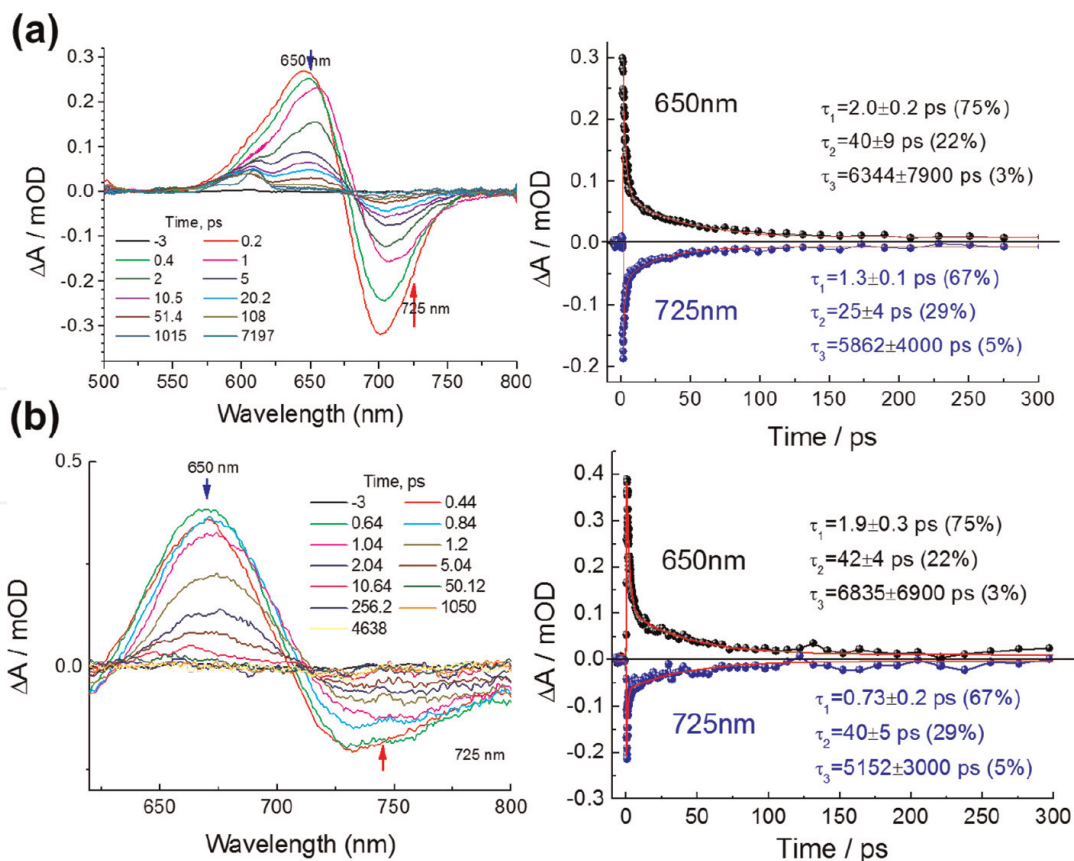 (a)
0.3
0.2
0.1
0.0
-0.1
-0.2
-0.3
ΔA / mOD
650 nm
725 nm
Time, ps
-3 0.2
0.4 1
2 5
10.5 20.2
51.4 108
1015 7197
500 550 600 650 700 750 800
Wavelength (nm)
0.3
0.2
0.1
0.0
-0.1
-0.2
ΔA / mOD
650nm
τ1=2.0±0.2 ps (75%)
τ2=40±9 ps (22%)
τ3=6344±7900 ps (3%)
725nm
τ1=1.3±0.1 ps (67%)
τ2=25±4 ps (29%)
τ3=5862±4000 ps (5%)
0 50 100 150 200 250 300
Time / ps
(b)
0.5
0.0
ΔA / mOD
650 nm
Time, ps
-3 0.44
0.64 0.84
1.04 1.2
2.04 5.04
10.64 50.12
256.2 1050
4638
725 nm
650 700 750 800
Wavelength (nm)
0.4
0.3
0.2
0.1
0.0
-0.1
-0.2
-0.3
ΔA / mOD
650nm
τ1=1.9±0.3 ps (75%)
τ2=42±4 ps (22%)
τ3=6835±6900 ps (3%)
725nm
τ1=0.73±0.2 ps (67%)
τ2=40±5 ps (29%)
τ3=5152±3000 ps (5%)
0 50 100 150 200 250 300
Time / ps